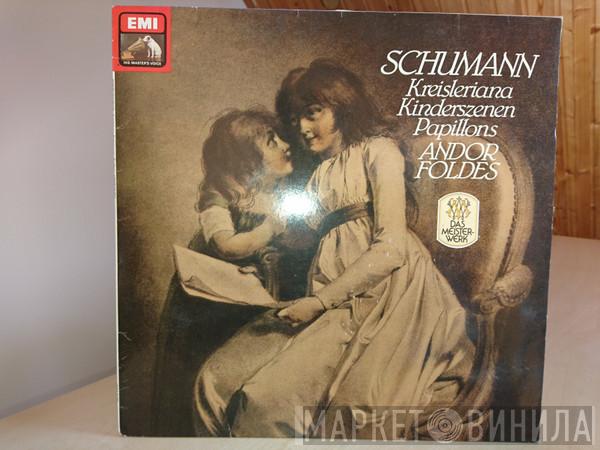 EMI
HIS MASTER'S VOICE
SCHUMANN
Kreisleriana
Kinderszenen
Papillons
ANDOR
FOLDES
DAS
MEISTER-
WERK
МАРКЕТ ВИНИЛА